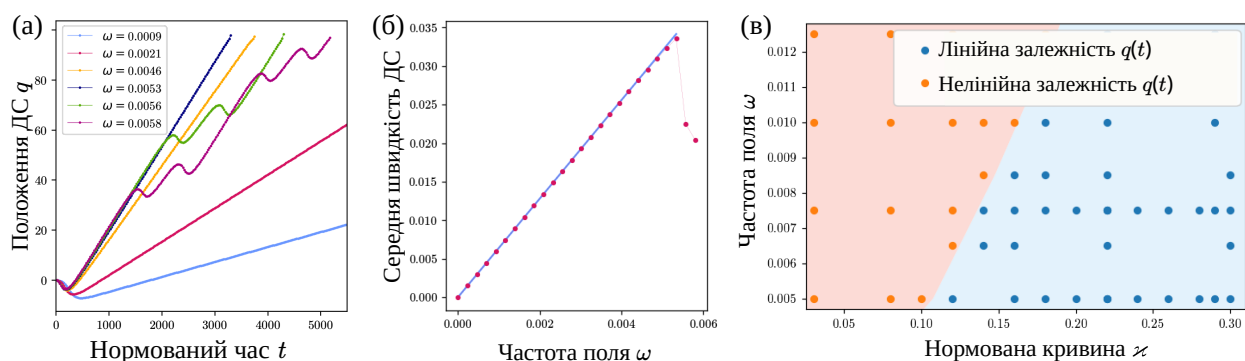 (а)
Положення ДС q
80
60
40
20
0
ω = 0.0009
ω = 0.0021
ω = 0.0046
ω = 0.0053
ω = 0.0056
ω = 0.0058
0
1000
2000
3000
4000
5000
Нормований час t
(б)
Середня швидкість ДС
0.035
0.030
0.025
0.020
0.015
0.010
0.005
0.000
0.000
0.002
0.004
0.006
Частота поля ω
(в)
Частота поля ω
0.012
0.011
0.010
0.009
0.008
0.007
0.006
0.005
Лінійна залежність q(t)
Нелінійна залежність q(t)
0.05
0.10
0.15
0.20
0.25
0.30
Нормована кривина ϰ